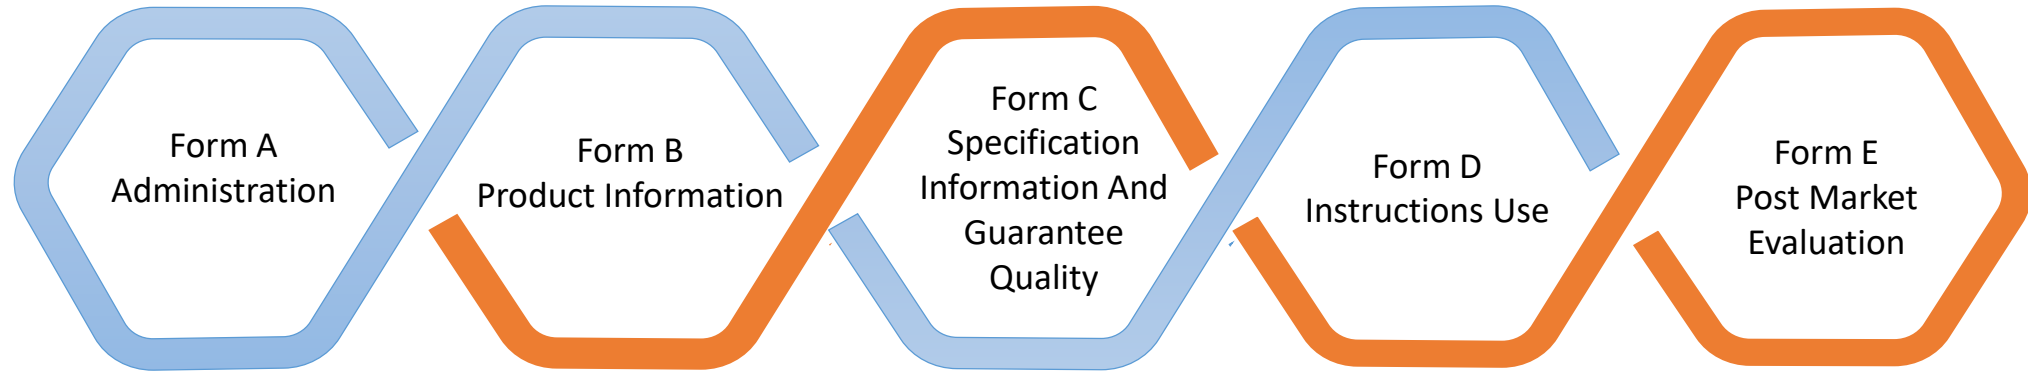 Form A
Administration
Form B
Product Information
Form C
Specification
Information And
Guarantee
Quality
Form D
Instructions Use
Form E
Post Market
Evaluation